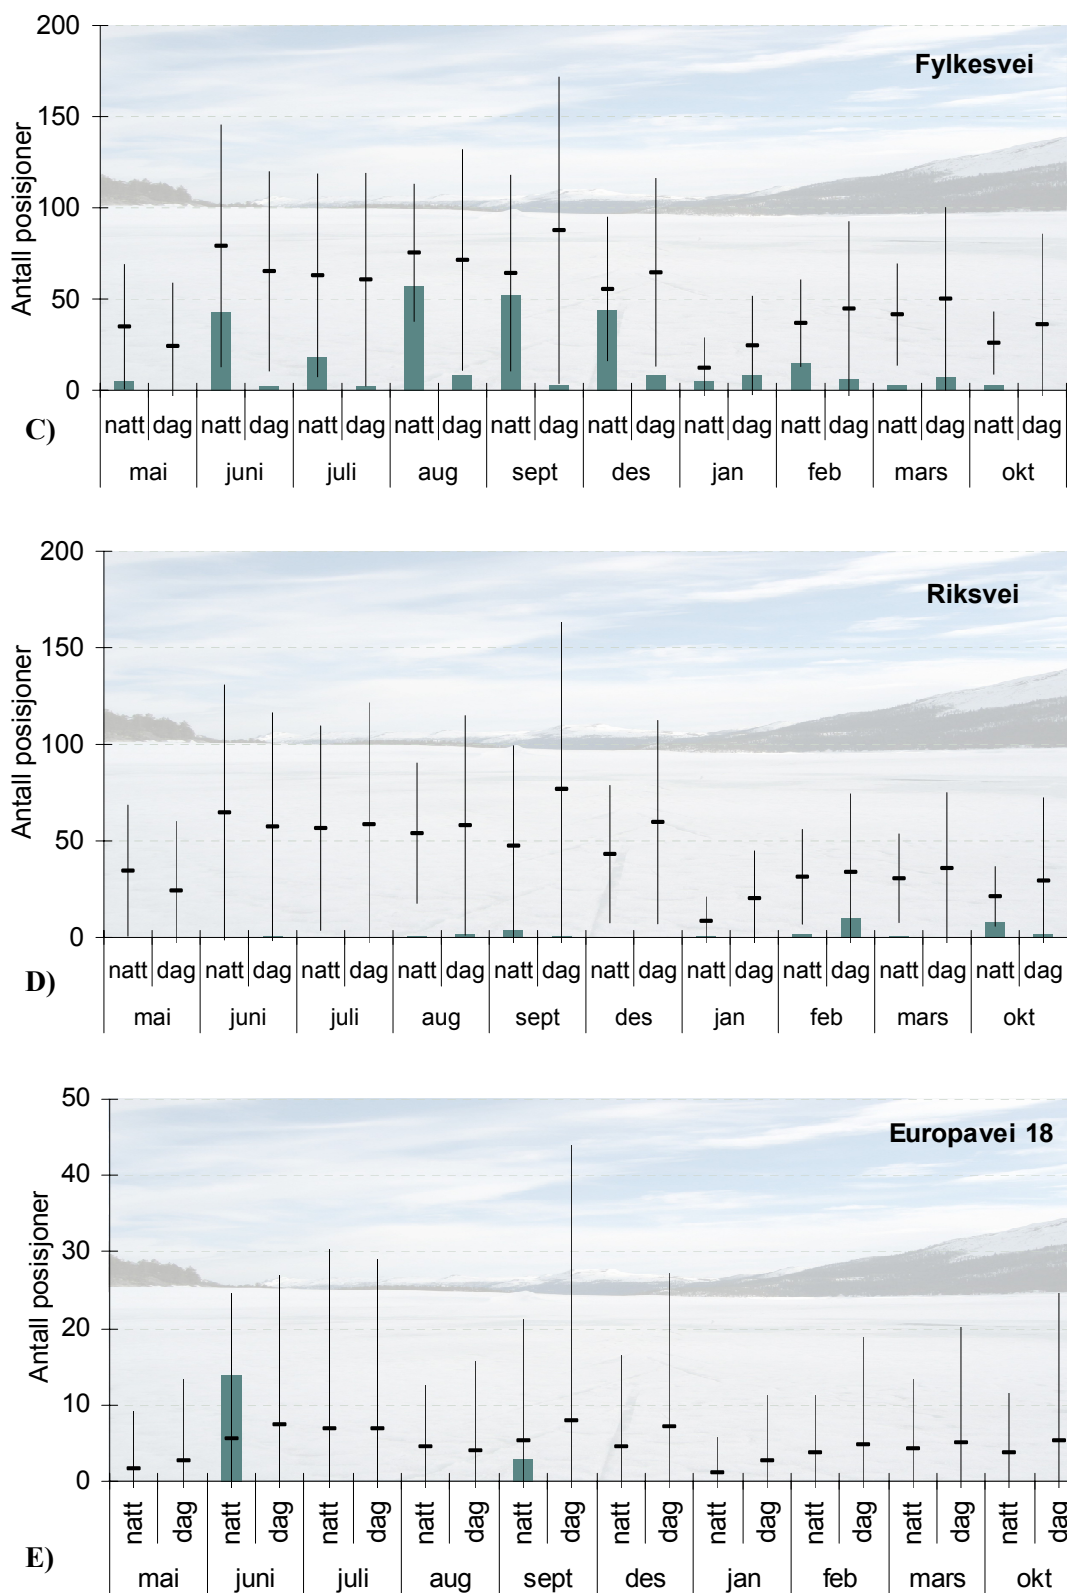 200
Fylkesvei
150
100
50
0
Antall posisjoner
natt dag natt dag natt dag natt dag natt dag natt dag natt dag natt dag natt dag natt dag
C)
mai juni juli aug sept des jan feb mars okt
200
Riksvei
150
100
50
0
Antall posisjoner
natt dag natt dag natt dag natt dag natt dag natt dag natt dag natt dag natt dag natt dag
D)
mai juni juli aug sept des jan feb mars okt
50
Europavei 18
40
30
20
10
0
Antall posisjoner
natt dag natt dag natt dag natt dag natt dag natt dag natt dag natt dag natt dag natt dag
E)
mai juni juli aug sept des jan feb mars okt